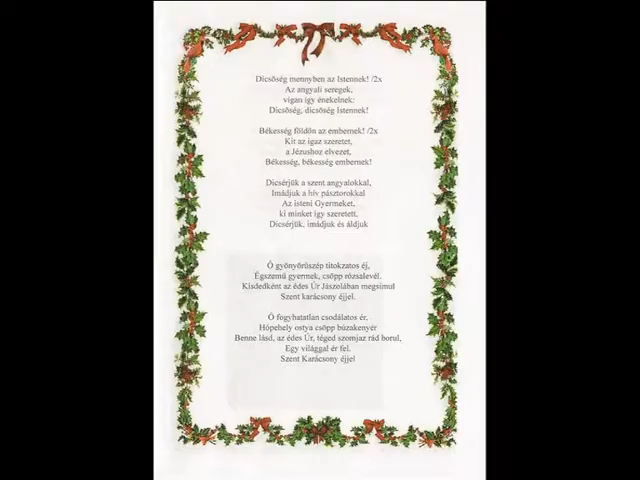 Dicsőség mennyben az Istennek! /2x
Az angyali seregek,
vígan így énekelnek:
Dicsőség, dicsőség Istennek!
Békesség földön az embernek! /2x
Kit az igaz szeretet,
a Jézushoz elvezet,
Békesség, békesség embernek!
Dicsérjük a szent angyalokkal,
Imádjuk a hív pásztorokkal
Az isteni Gyermeket,
ki minket így szeretett.
Dicsérjük, imádjuk és áldjuk
Ó gyönyörűszép titokzatos éj,
Égszemű gyermek, csöpp rózsalevél.
Kisdedként az édes Úr Jászolában megsimul
Szent karácsony éjjel.
Ó fogyhatatlan csodálatos ér,
Hópehely ostya csöpp búzakenyér
Benne lásd, az édes Úr, téged szomjaz rád borul,
Egy világgal ér fel.
Szent Karácsony éjjel